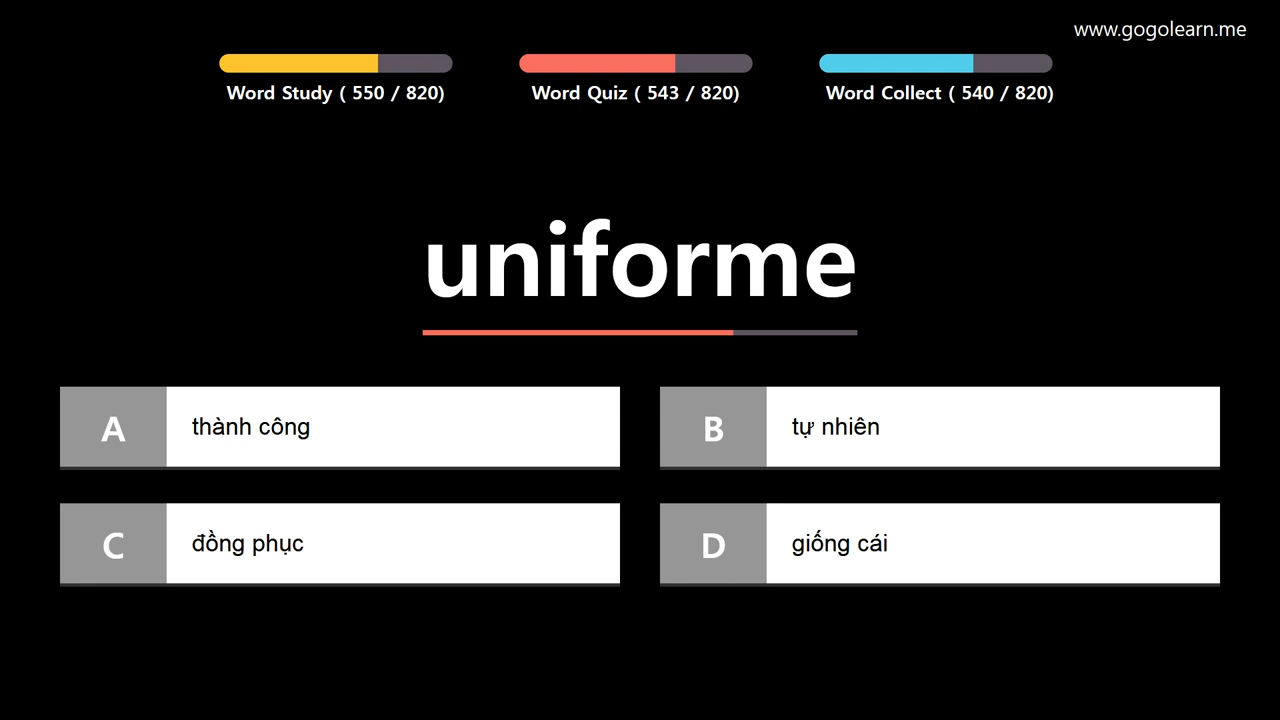 www.gogolearn.me
Word Study ( 550 / 820)
Word Quiz ( 543 / 820)
Word Collect ( 540 / 820)
uniforme
A thành công
B tự nhiên
C đồng phục
D giống cái